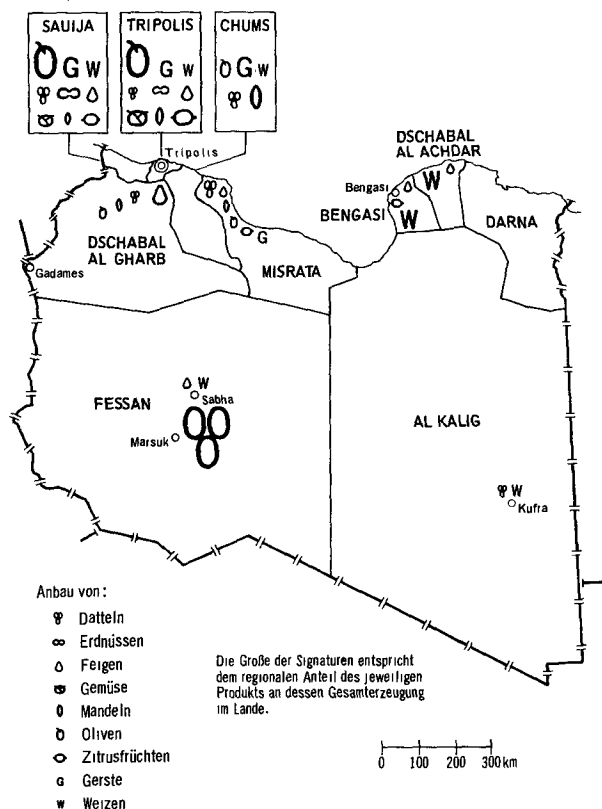 SAUIJA
G W
TRIPOLIS
G W
CHUMS
G W
Tripolis
DSCHABAL
AL GHARB
Gadames
G
MISRATA
DSCHABAL
AL ACHDAR
Bengasi
W
BENGASI
W
DARNA
FESSAN
W
Sabha
Marsuk
AL KALIG
W
Kufra
Anbau von:
Datteln
Erdnüssen
Feigen
Gemüse
Mandeln
Oliven
Zitrusfrüchten
G Gerste
W Weizen
Die Große der Signaturen entspricht
dem regionalen Anteil des jeweiligen
Produkts an dessen Gesamterzeugung
im Lande.
0 100 200 300 km